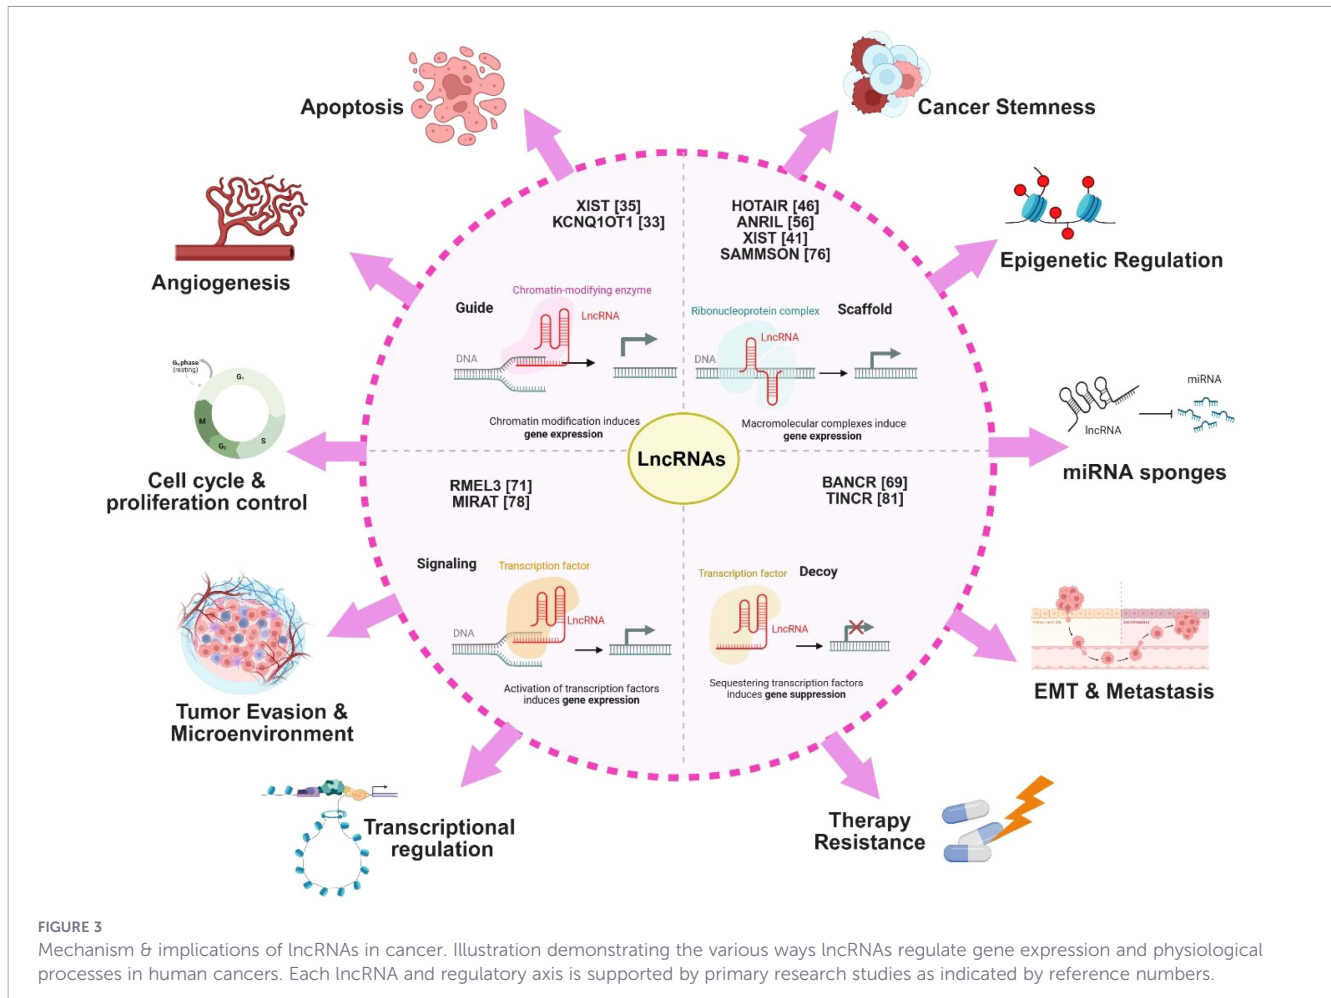 Apoptosis
Cancer Stemness
Angiogenesis
Epigenetic Regulation
XIST [35]
KCNQ1OT1 [33]
HOTAIR [46]
ANRIL [56]
XIST [41]
SAMMSON [76]
Chromatin-modifying enzyme
Guide
LncRNA
DNA
Chromatin modification induces
gene expression
Ribonucleoprotein complex
Scaffold
LncRNA
DNA
Macromolecular complexes induce
gene expression
G₀ phase
(resting)
G₁
S
G₂
M
Cell cycle &
proliferation control
LncRNAs
miRNA
lncRNA
miRNA sponges
RMEL3 [71]
MIRAT [78]
BANCR [69]
TINCR [81]
Signaling
Transcription factor
LncRNA
DNA
Activation of transcription factors
induces gene expression
Transcription factor
Decoy
LncRNA
Sequestering transcription factors
induces gene suppression
Tumor Evasion &
Microenvironment
EMT & Metastasis
Transcriptional
regulation
Therapy
Resistance
FIGURE 3
Mechanism & implications of lncRNAs in cancer. Illustration demonstrating the various ways lncRNAs regulate gene expression and physiological
processes in human cancers. Each lncRNA and regulatory axis is supported by primary research studies as indicated by reference numbers.